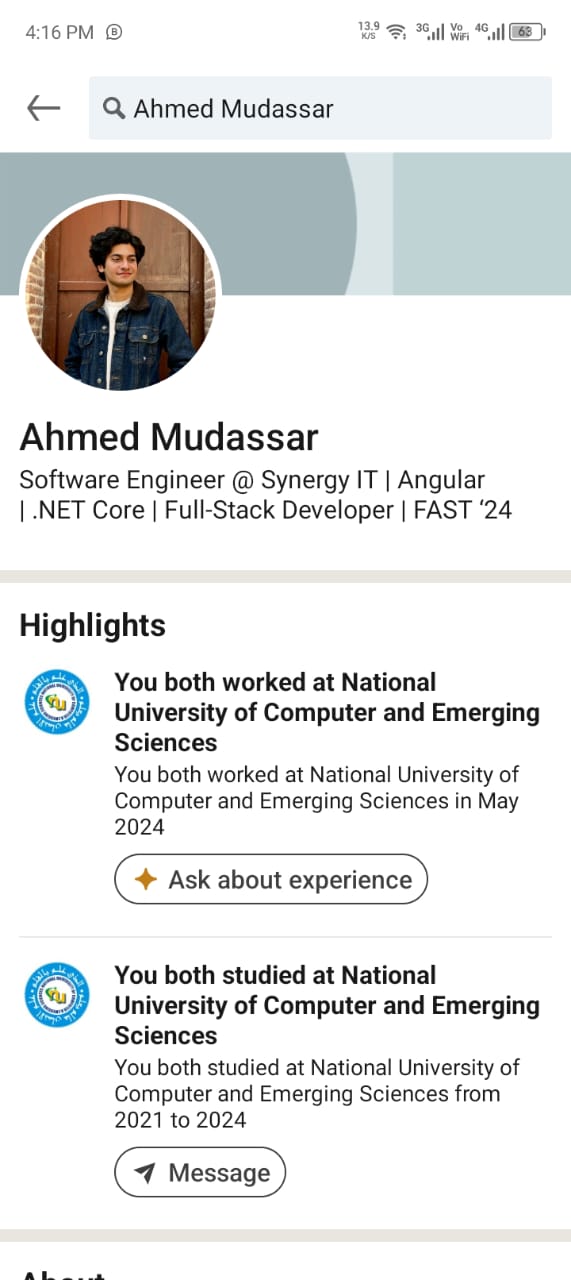 4:16 PM
13.9 K/S 3G Vo WiFi 4G 63
Ahmed Mudassar
Ahmed Mudassar
Software Engineer @ Synergy IT | Angular
| .NET Core | Full-Stack Developer | FAST ‘24
Highlights
You both worked at National
University of Computer and Emerging
Sciences
You both worked at National University of
Computer and Emerging Sciences in May
2024
Ask about experience
You both studied at National
University of Computer and Emerging
Sciences
You both studied at National University of
Computer and Emerging Sciences from
2021 to 2024
Message
About